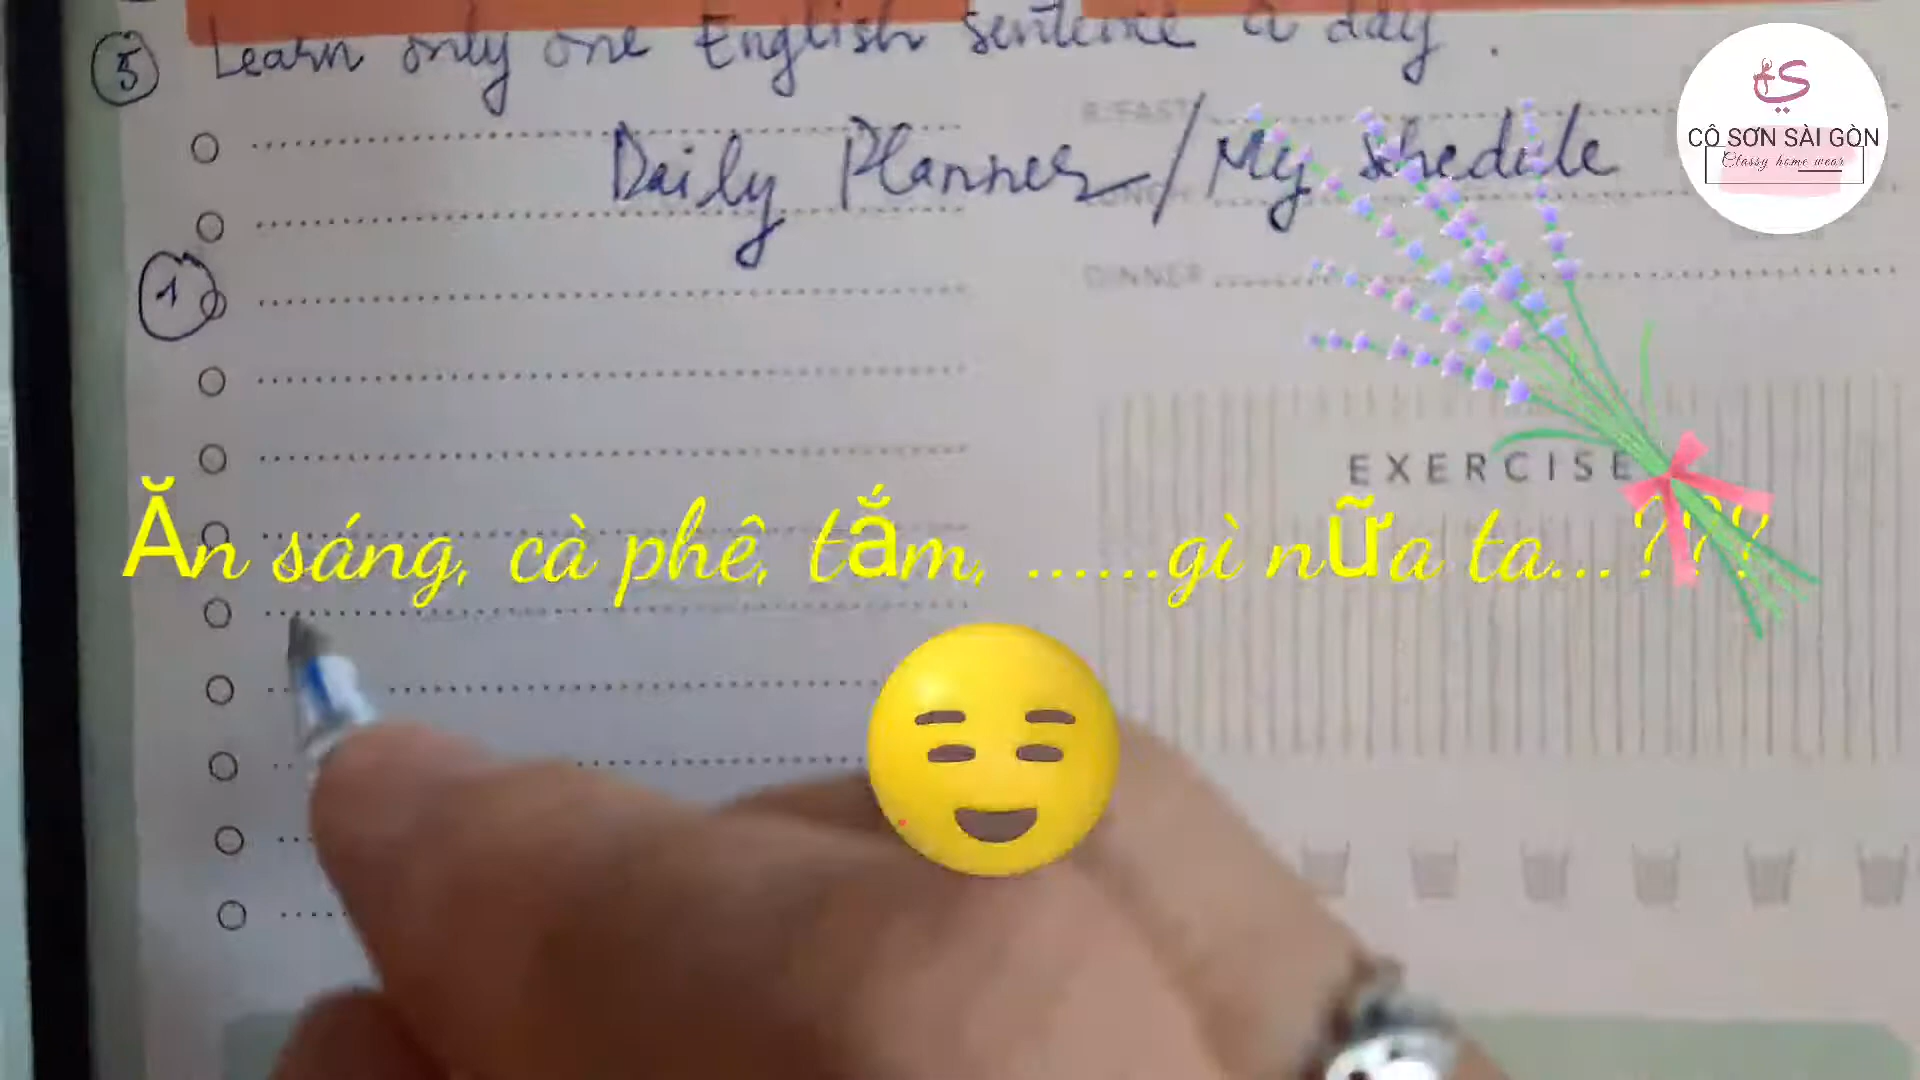 ⑤ Learn only one English sentence a day.
B.FAST
Daily Planner / My schedule
LUNCH
DINNER
①
EXERCISE
Ăn sáng, cà phê, tắm, ......gì nữa ta...???
CÔ SƠN SÀI GÒN
Classy home wear